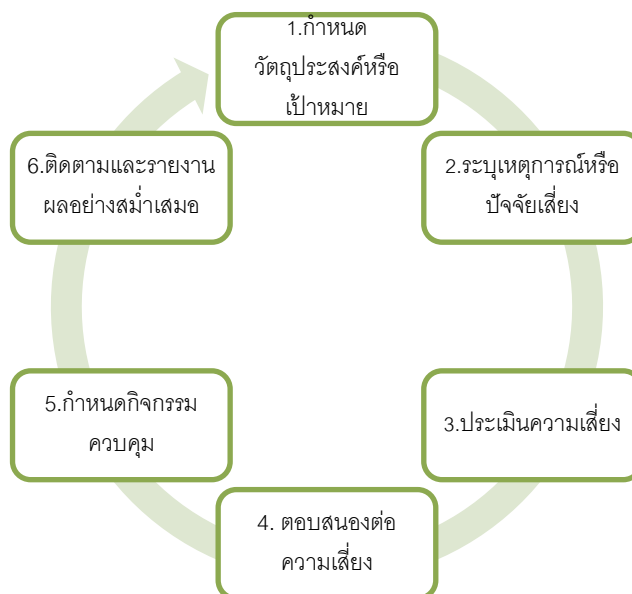 1.กำหนด
วัตถุประสงค์หรือ
เป้าหมาย
2.ระบุเหตุการณ์หรือ
ปัจจัยเสี่ยง
3.ประเมินความเสี่ยง
4. ตอบสนองต่อ
ความเสี่ยง
5.กำหนดกิจกรรม
ควบคุม
6.ติดตามและรายงาน
ผลอย่างสม่ำเสมอ